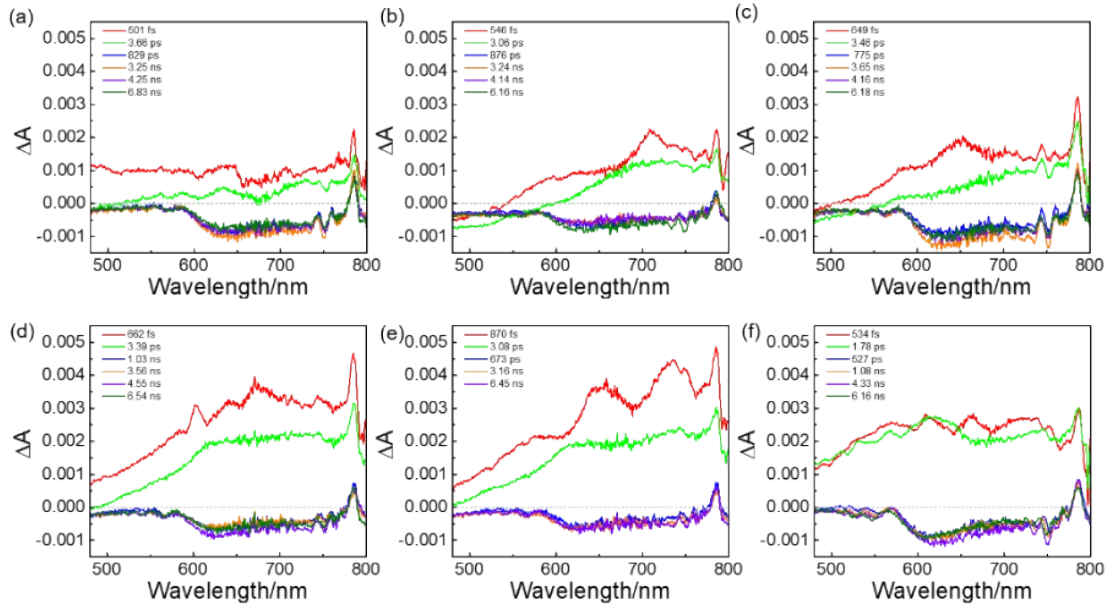 (a)
501 fs
3.66 ps
829 ps
3.25 ns
4.25 ns
6.83 ns
0.005
0.004
0.003
0.002
0.001
0.000
-0.001
ΔA
500
600
700
800
Wavelength/nm
(b)
546 fs
3.06 ps
876 ps
3.24 ns
4.14 ns
6.16 ns
0.005
0.004
0.003
0.002
0.001
0.000
-0.001
ΔA
500
600
700
800
Wavelength/nm
(c)
649 fs
3.46 ps
775 ps
3.65 ns
4.16 ns
6.18 ns
0.005
0.004
0.003
0.002
0.001
0.000
-0.001
ΔA
500
600
700
800
Wavelength/nm
(d)
662 fs
3.39 ps
1.03 ns
3.56 ns
4.55 ns
6.54 ns
0.005
0.004
0.003
0.002
0.001
0.000
-0.001
ΔA
500
600
700
800
Wavelength/nm
(e)
870 fs
3.08 ps
673 ps
3.16 ns
6.45 ns
0.005
0.004
0.003
0.002
0.001
0.000
-0.001
ΔA
500
600
700
800
Wavelength/nm
(f)
534 fs
1.78 ps
527 ps
1.08 ns
4.33 ns
6.16 ns
0.005
0.004
0.003
0.002
0.001
0.000
-0.001
ΔA
500
600
700
800
Wavelength/nm